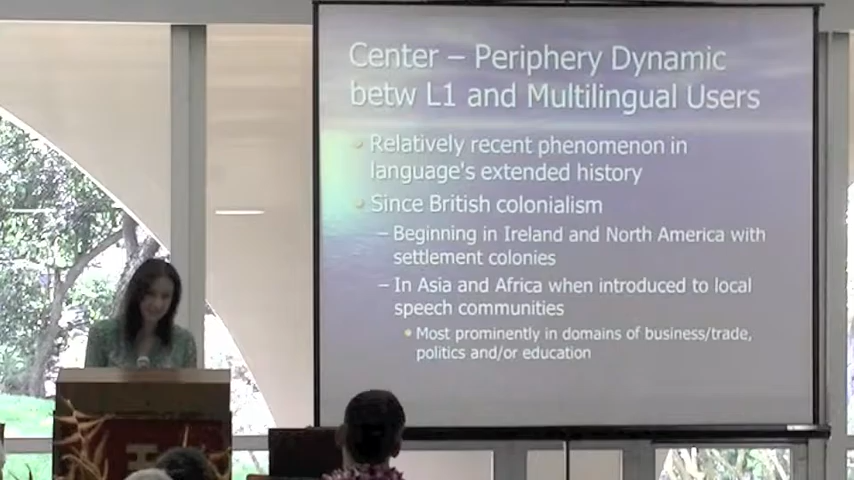 Center – Periphery Dynamic
betw L1 and Multilingual Users
• Relatively recent phenomenon in
language's extended history
• Since British colonialism
– Beginning in Ireland and North America with
settlement colonies
– In Asia and Africa when introduced to local
speech communities
• Most prominently in domains of business/trade,
politics and/or education